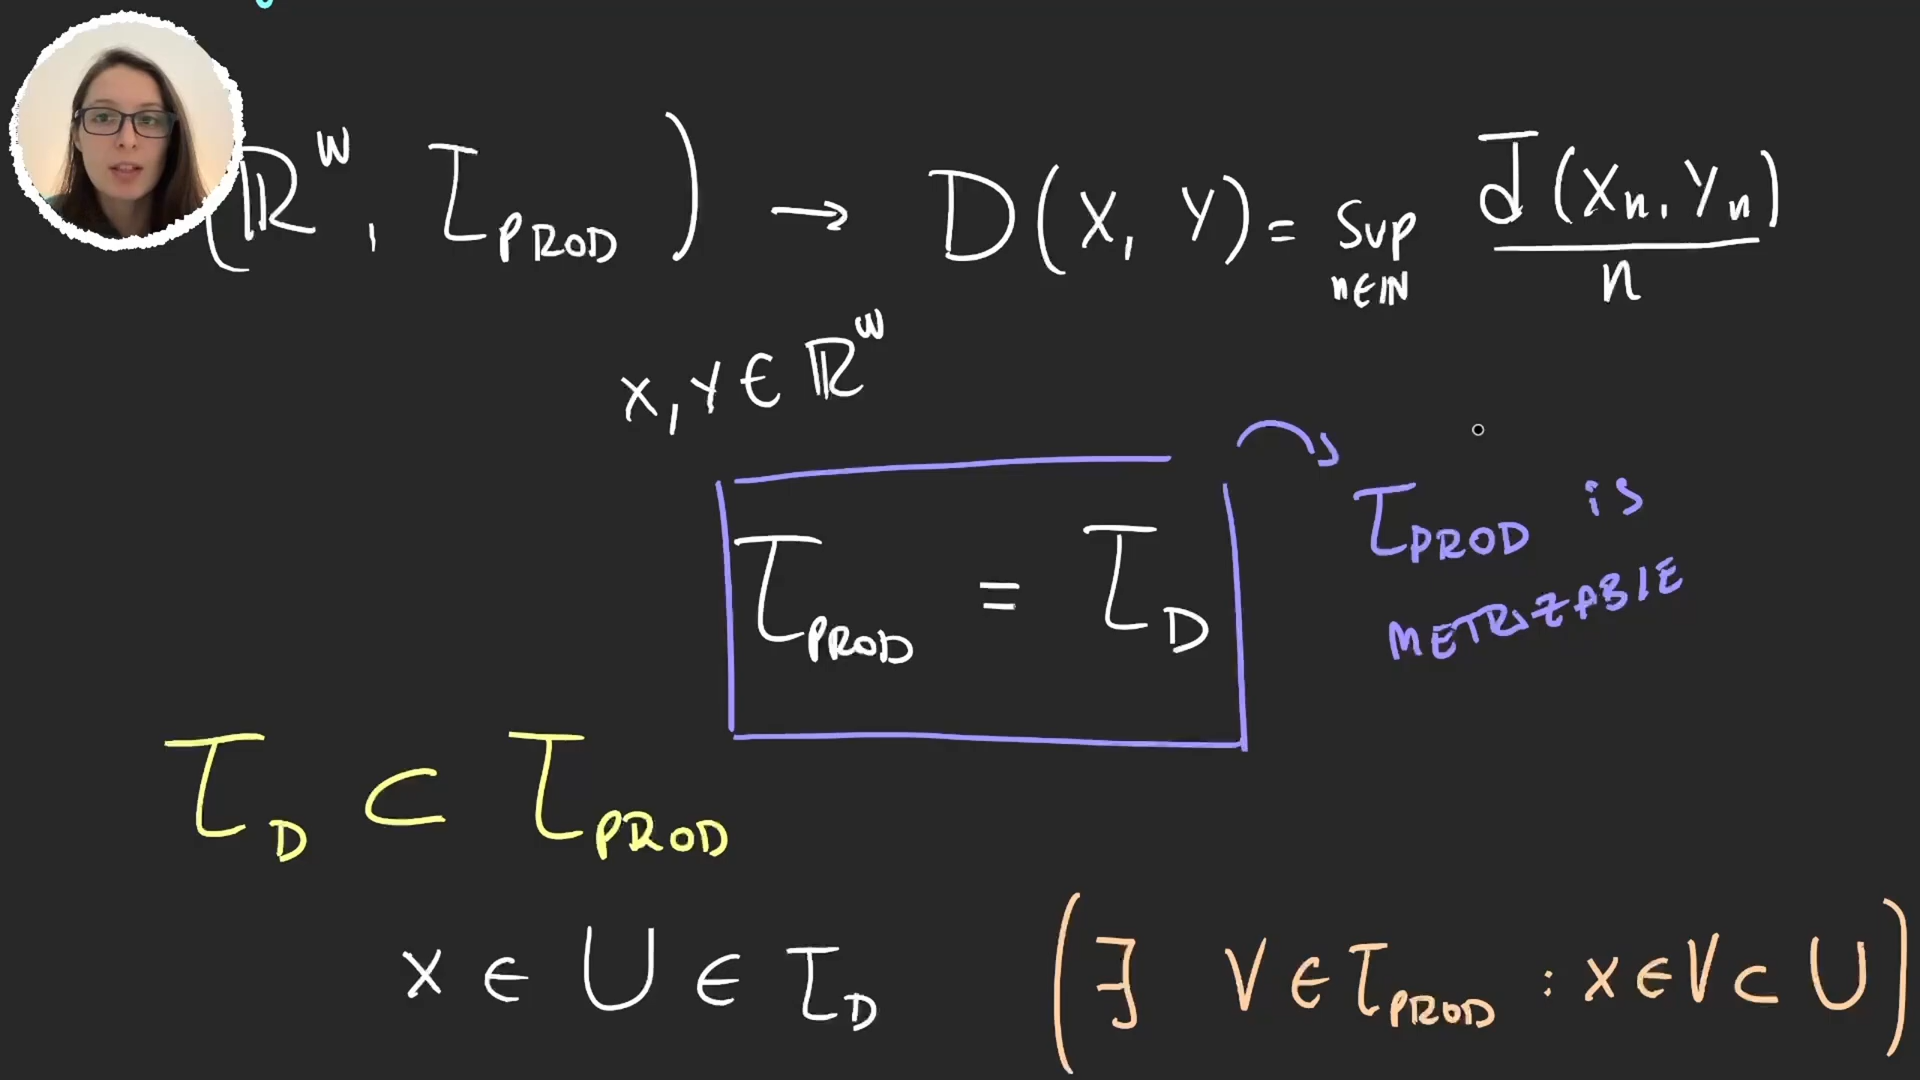 (ℝ^ω, τ_PROD) → D(x, y) = sup_{n∈ℕ} d̄(x_n, y_n)/n
x, y ∈ ℝ^ω
τ_PROD = τ_D
τ_PROD is
METRIZABLE
τ_D ⊂ τ_PROD
x ∈ U ∈ τ_D (∃ V ∈ τ_PROD : x ∈ V ⊂ U)